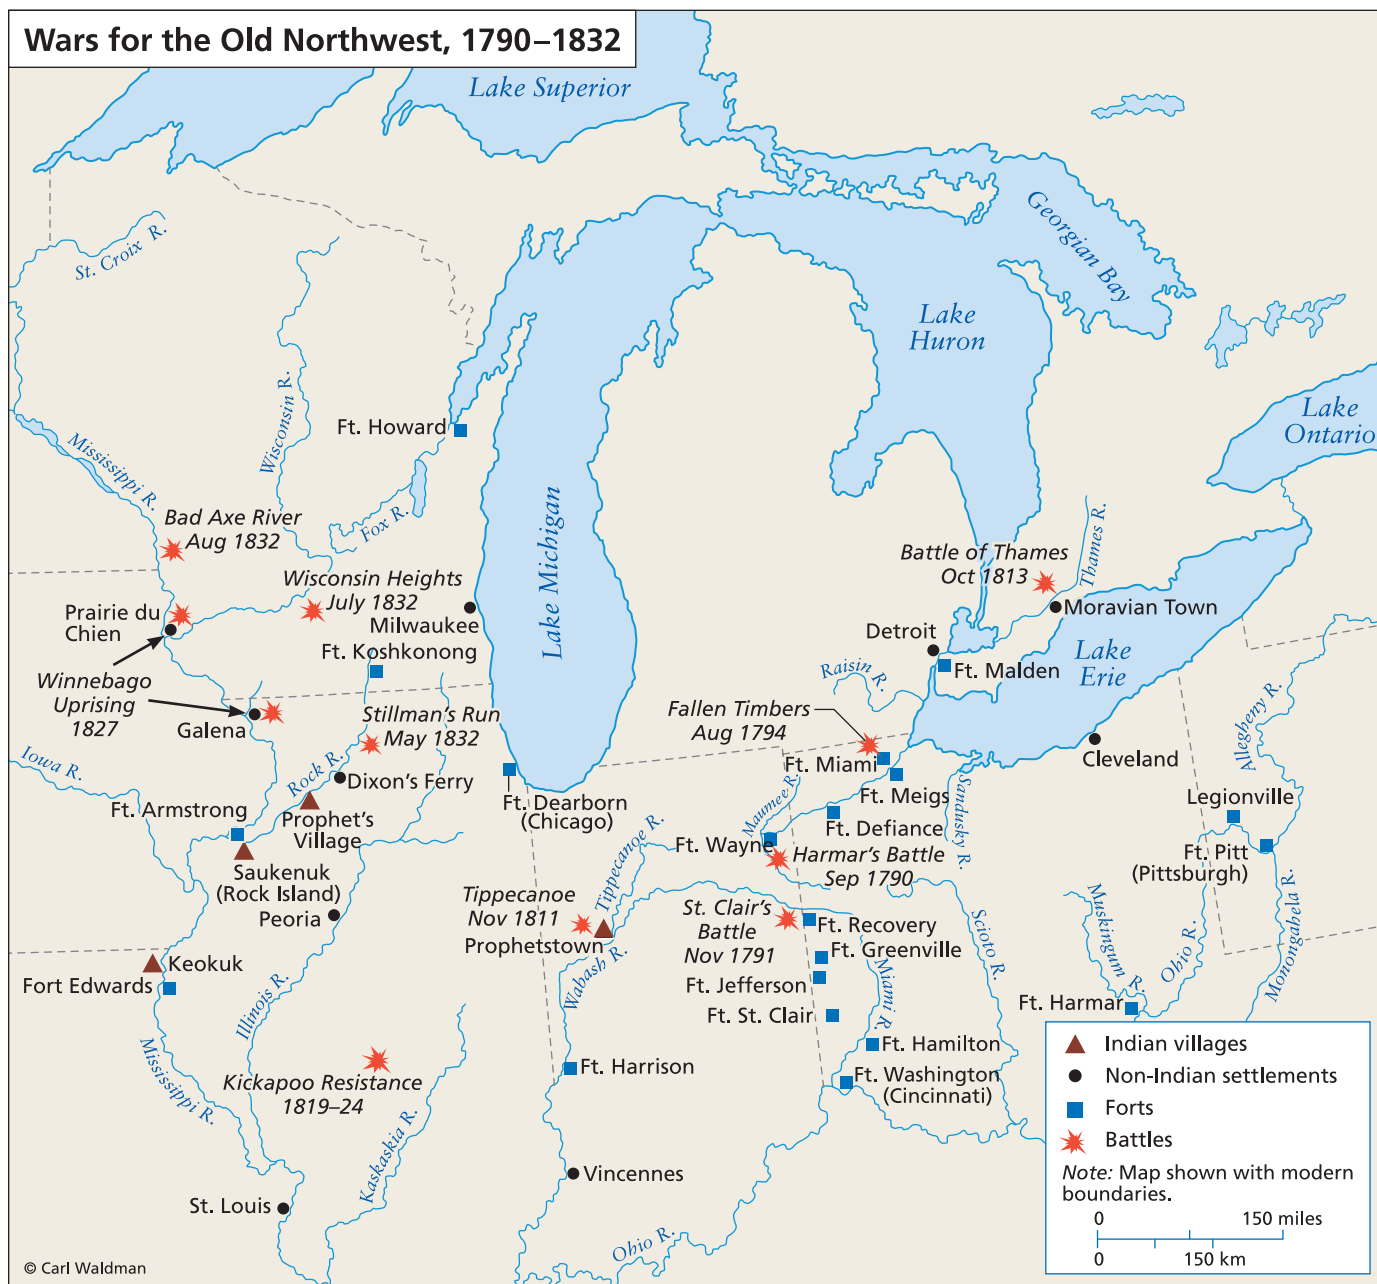 Wars for the Old Northwest, 1790–1832
Lake Superior
Georgian Bay
St. Croix R.
Lake
Huron
Lake
Ontario
Wisconsin R.
Ft. Howard
Mississippi R.
Fox R.
Lake Michigan
Bad Axe River
Aug 1832
Wisconsin Heights
July 1832
Battle of Thames
Oct 1813
Thames R.
Prairie du
Chien
Milwaukee
Moravian Town
Detroit
Ft. Koshkonong
Ft. Malden
Lake
Erie
Raisin R.
Winnebago
Uprising
1827
Galena
Stillman's Run
May 1832
Fallen Timbers
Aug 1794
Allegheny R.
Cleveland
Iowa R.
Rock R.
Dixon's Ferry
Ft. Miami
Ft. Meigs
Ft. Dearborn
(Chicago)
Maumee R.
Sandusky R.
Ft. Armstrong
Prophet's
Village
Ft. Defiance
Legionville
Tippecanoe R.
Ft. Wayne
Harmar's Battle
Sep 1790
Ft. Pitt
(Pittsburgh)
Saukenuk
(Rock Island)
Peoria
Tippecanoe
Nov 1811
Prophetstown
St. Clair's
Battle
Nov 1791
Ft. Recovery
Ft. Greenville
Scioto R.
Muskingum R.
Ohio R.
Monongahela R.
Keokuk
Fort Edwards
Illinois R.
Wabash R.
Ft. Jefferson
Miami R.
Ft. St. Clair
Ft. Harmar
Mississippi R.
Kickapoo Resistance
1819–24
Ft. Harrison
Ft. Hamilton
Ft. Washington
(Cincinnati)
Kaskaskia R.
Vincennes
St. Louis
Ohio R.
Indian villages
Non-Indian settlements
Forts
Battles
Note: Map shown with modern
boundaries.
0 150 miles
0 150 km
© Carl Waldman